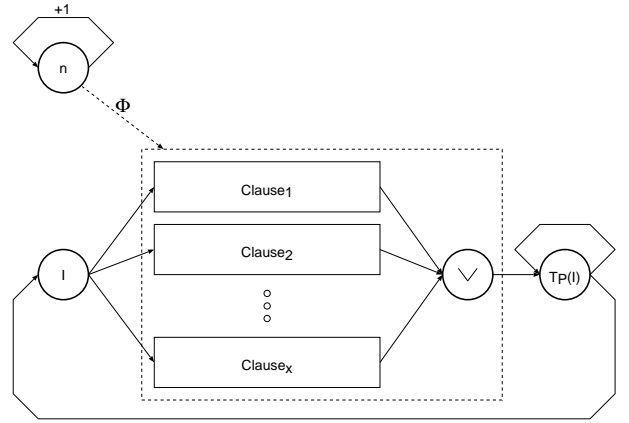 +1
n
Φ
Clause1
Clause2
I
∨
TP(I)
Clausex